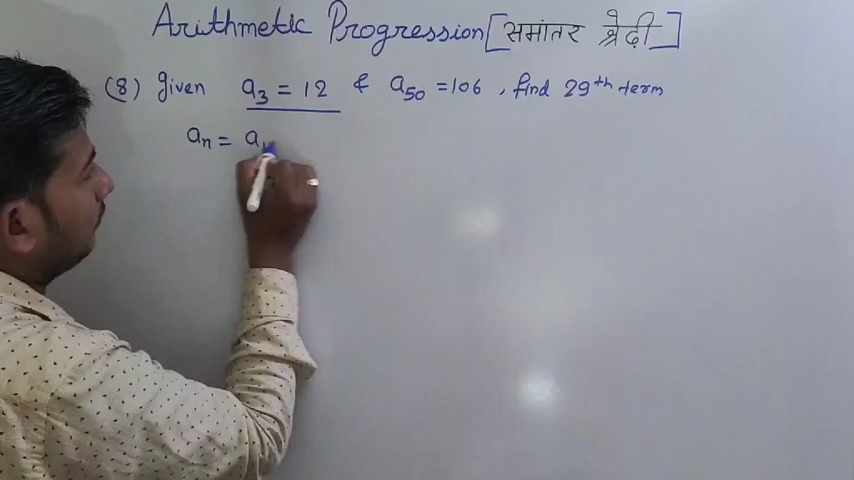 Arithmetic Progression [समांतर श्रेढ़ी]
(8) Given a₃ = 12 & a₅₀ = 106, find 29th term
aₙ = a